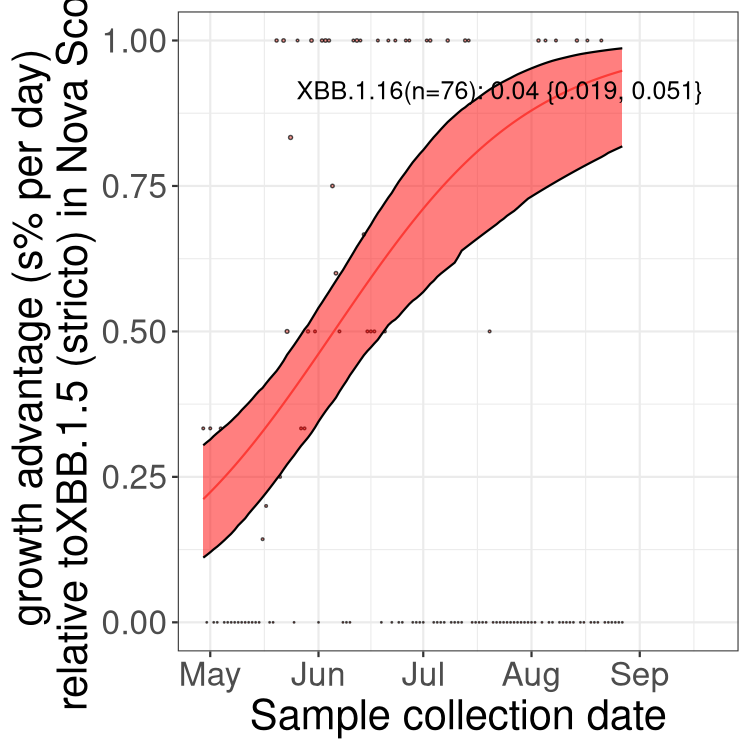 growth advantage (s% per day)
relative toXBB.1.5 (stricto) in Nova Sco
1.00
0.75
0.50
0.25
0.00
XBB.1.16(n=76): 0.04 {0.019, 0.051}
May Jun Jul Aug Sep
Sample collection date